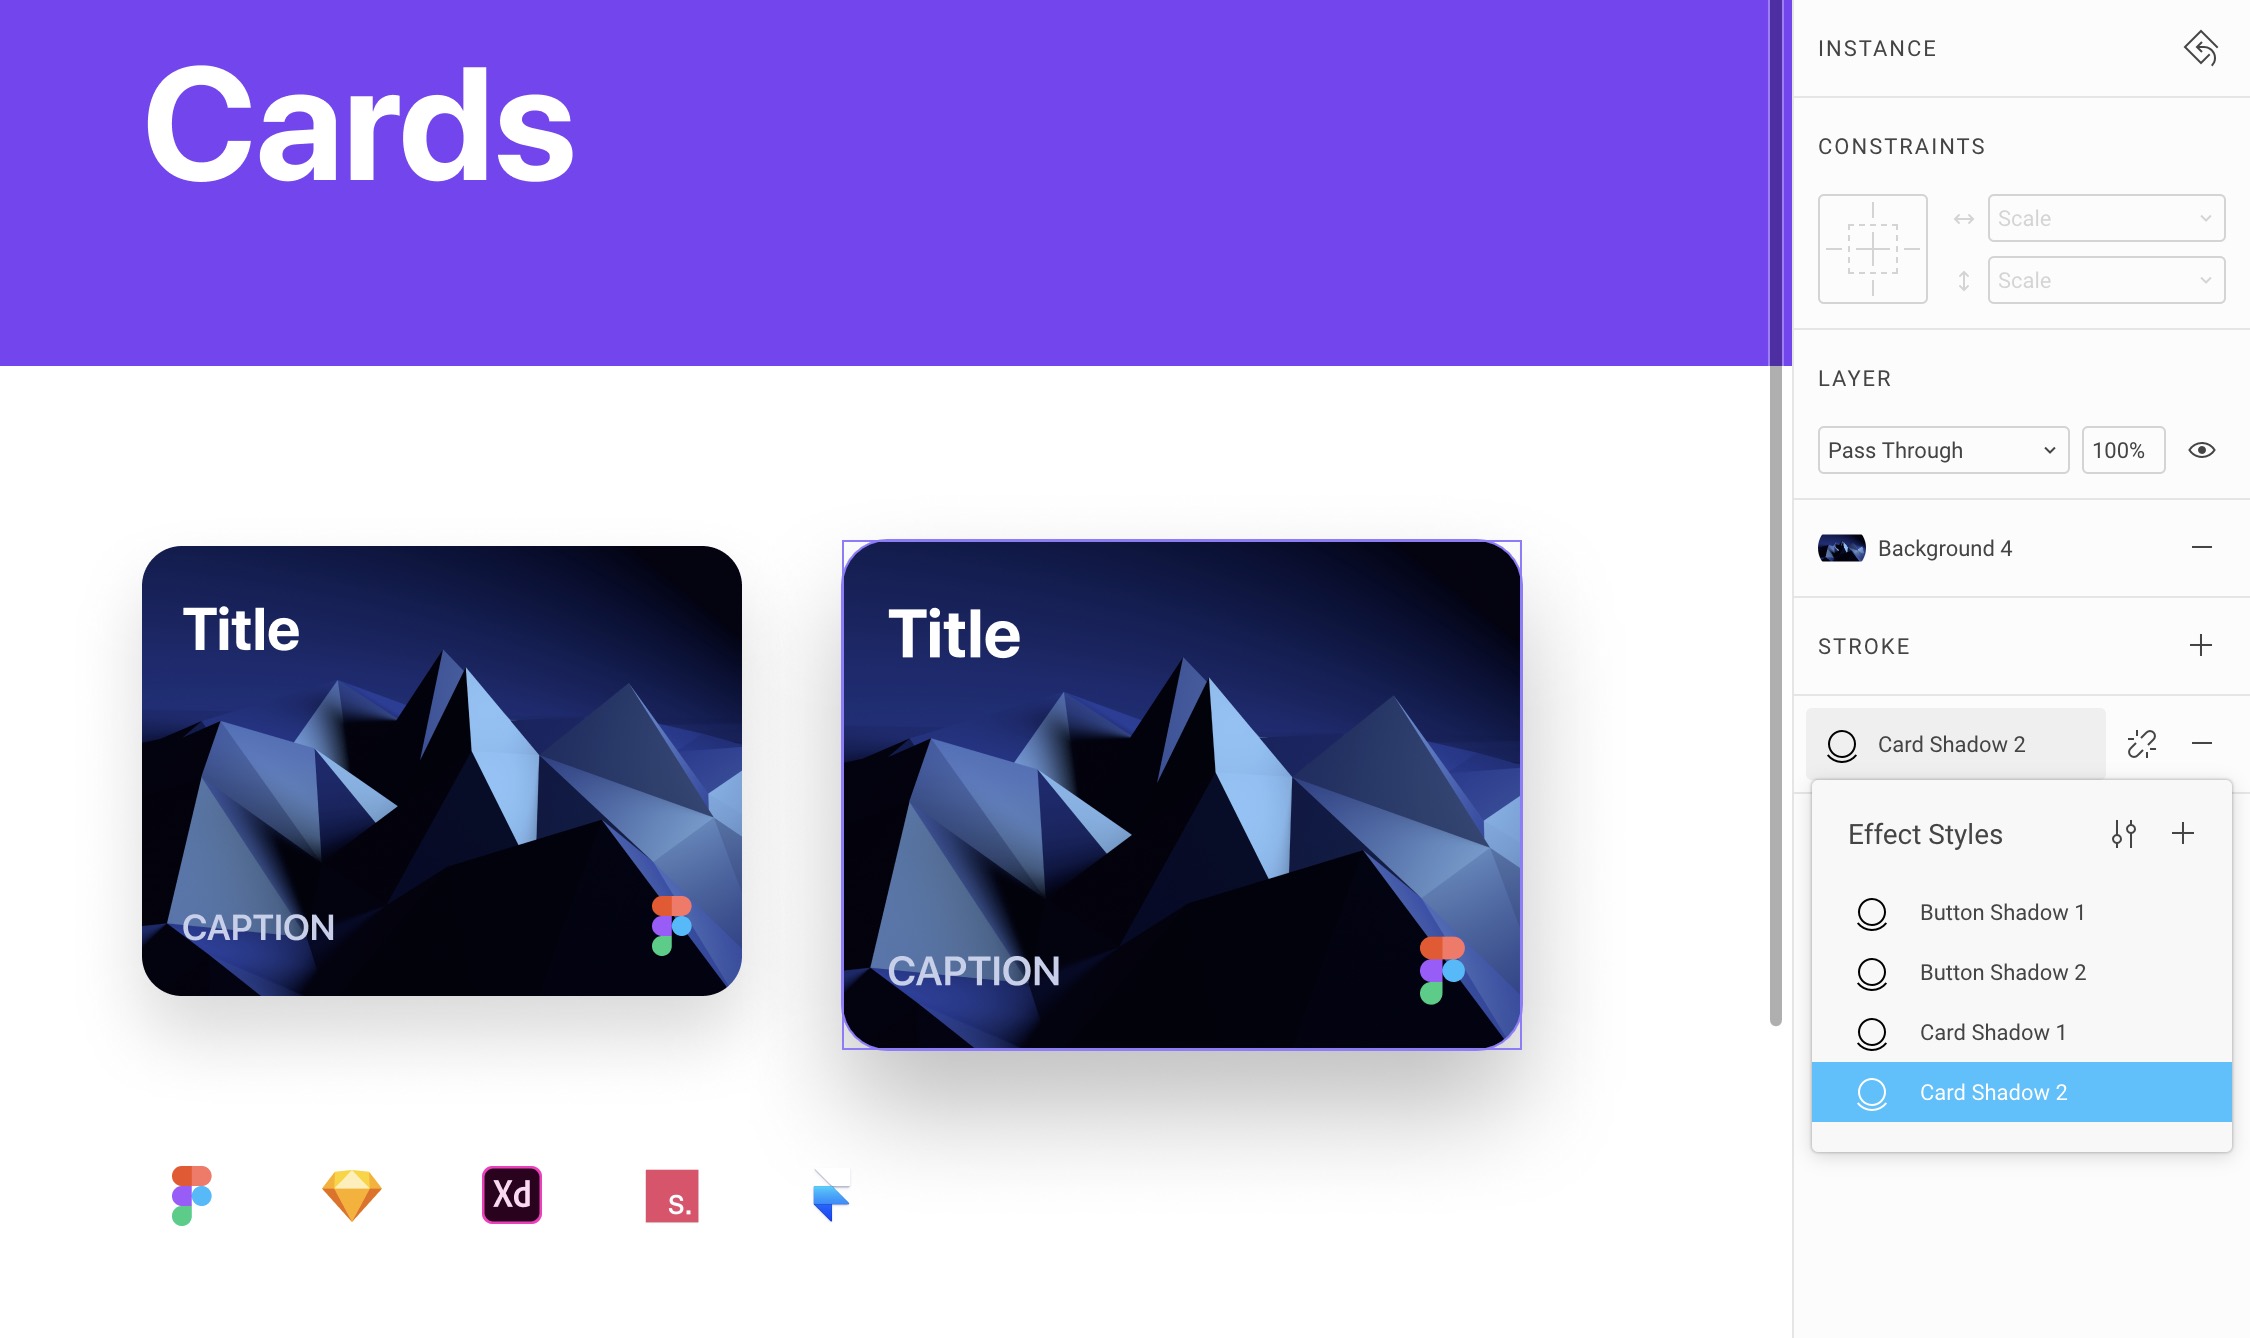 Cards
Title
CAPTION
Title
CAPTION
Xd
s.
INSTANCE
CONSTRAINTS
Scale
Scale
LAYER
Pass Through
100%
Background 4
STROKE
Card Shadow 2
Effect Styles
Button Shadow 1
Button Shadow 2
Card Shadow 1
Card Shadow 2